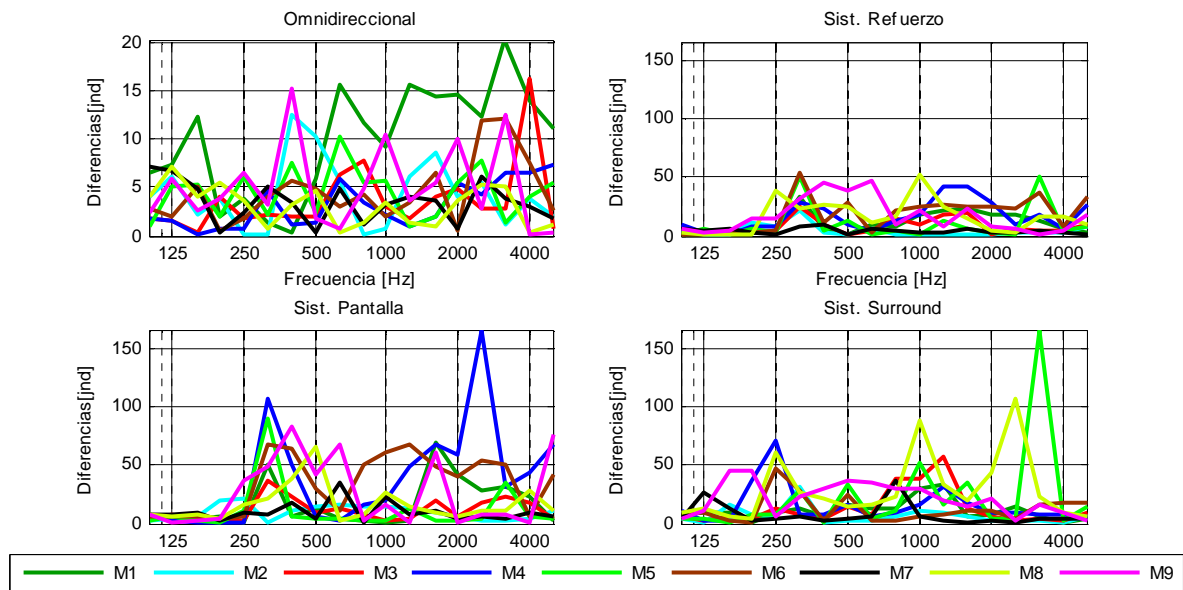 Omnidireccional
20
15
10
5
0
Diferencias[jnd]
125 250 500 1000 2000 4000
Frecuencia [Hz]
Sist. Refuerzo
150
100
50
0
Diferencias[jnd]
125 250 500 1000 2000 4000
Frecuencia [Hz]
Sist. Pantalla
150
100
50
0
Diferencias[jnd]
125 250 500 1000 2000 4000
Sist. Surround
150
100
50
0
Diferencias[jnd]
125 250 500 1000 2000 4000
M1 M2 M3 M4 M5 M6 M7 M8 M9